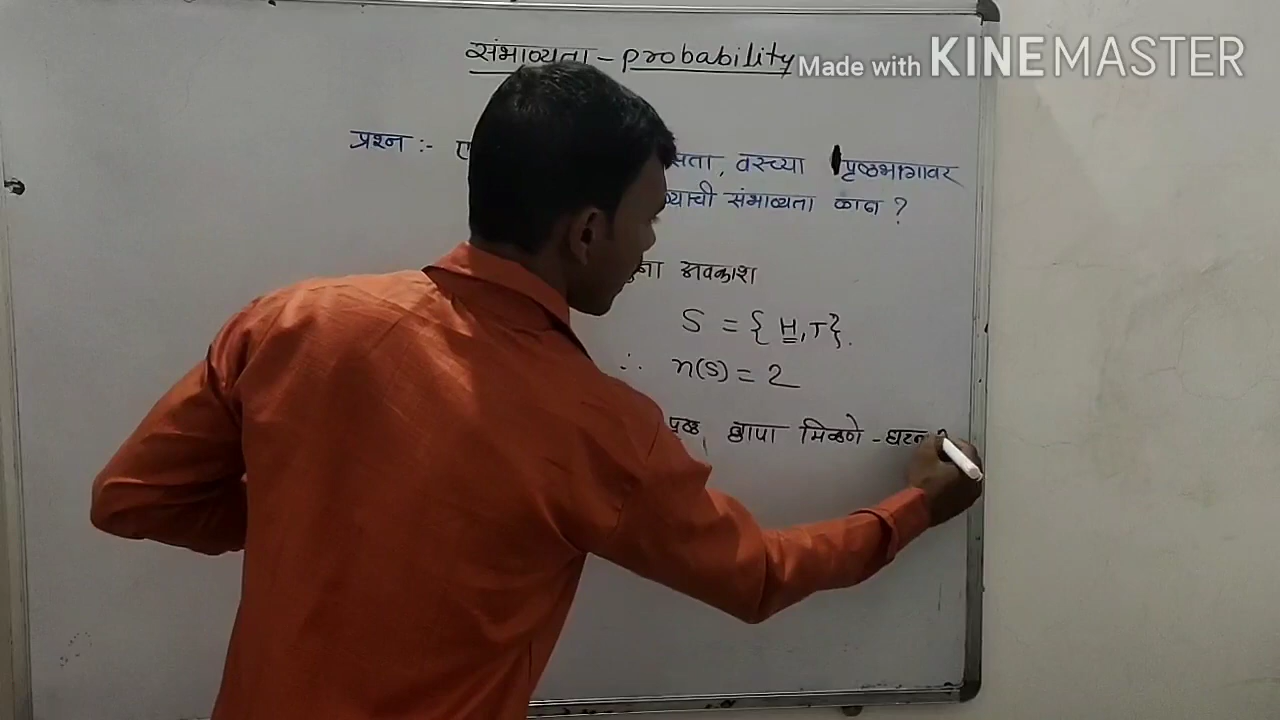 संभाव्यता - probability
Made with KINEMASTER
प्रश्न :- ए
सता, वरच्या पृष्ठभागावर
ण्याची संभाव्यता काढा ?
ुना अवकाश
S = { H, T }.
∴ n(S) = 2
छापा मिळणे - घटना